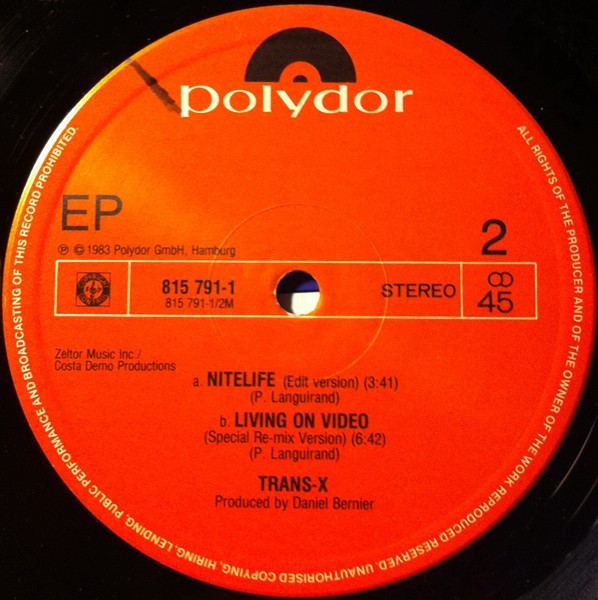 polydor
EP
2
℗ © 1983 Polydor GmbH, Hamburg
815 791-1
815 791-1/2M
STEREO
45
Zeltor Music Inc./
Costa Demo Productions
a. NITELIFE (Edit version) (3:41)
(P. Languirand)
b. LIVING ON VIDEO
(Special Re-mix Version) (6:42)
(P. Languirand)
TRANS-X
Produced by Daniel Bernier
ALL RIGHTS OF THE PRODUCER AND OF THE OWNER OF THE WORK REPRODUCED RESERVED. UNAUTHORISED COPYING, HIRING, LENDING, PUBLIC PERFORMANCE AND BROADCASTING OF THIS RECORD PROHIBITED.